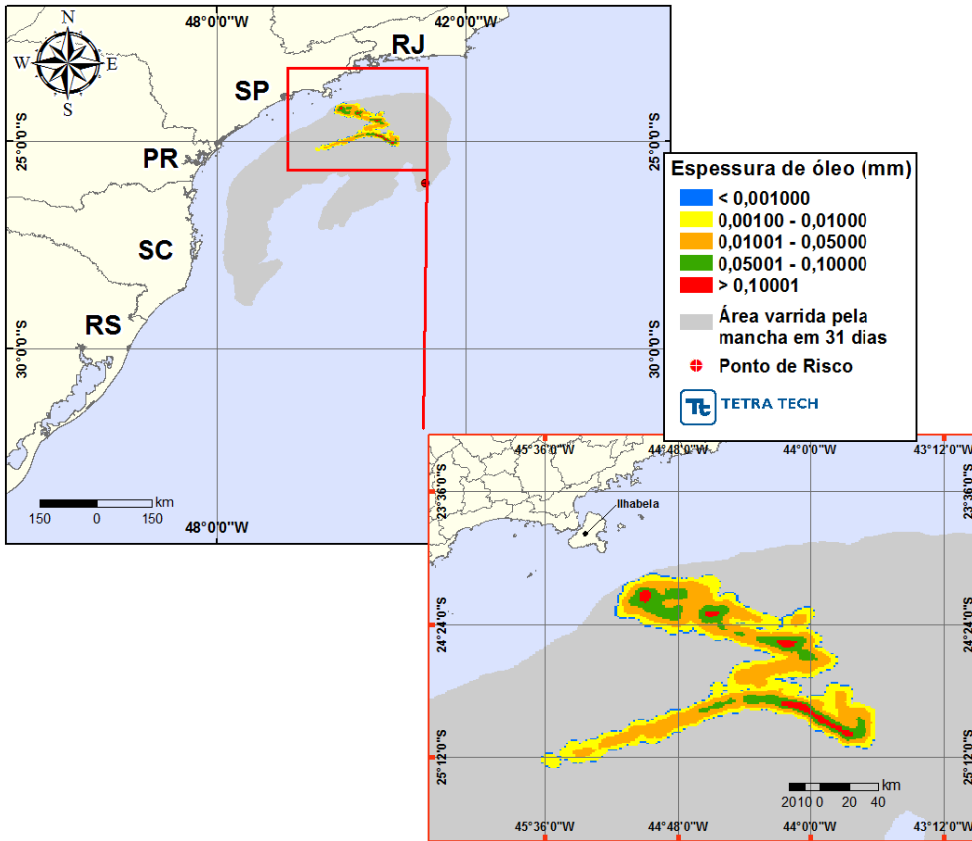 48°0'0"W
42°0'0"W
N
W
E
S
RJ
SP
25°0'0"S
25°0'0"S
PR
SC
RS
30°0'0"S
30°0'0"S
km
150 0 150
48°0'0"W
Espessura de óleo (mm)
< 0,001000
0,00100 - 0,01000
0,01001 - 0,05000
0,05001 - 0,10000
> 0,10001
Área varrida pela
mancha em 31 dias
Ponto de Risco
Tt TETRA TECH
45°36'0"W
44°48'0"W
44°0'0"W
43°12'0"W
23°36'0"S
23°36'0"S
Ilhabela
24°24'0"S
24°24'0"S
25°12'0"S
25°12'0"S
km
2010 0 20 40
45°36'0"W
44°48'0"W
44°0'0"W
43°12'0"W